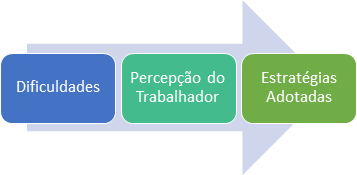 Dificuldades
Percepção do
Trabalhador
Estratégias
Adotadas